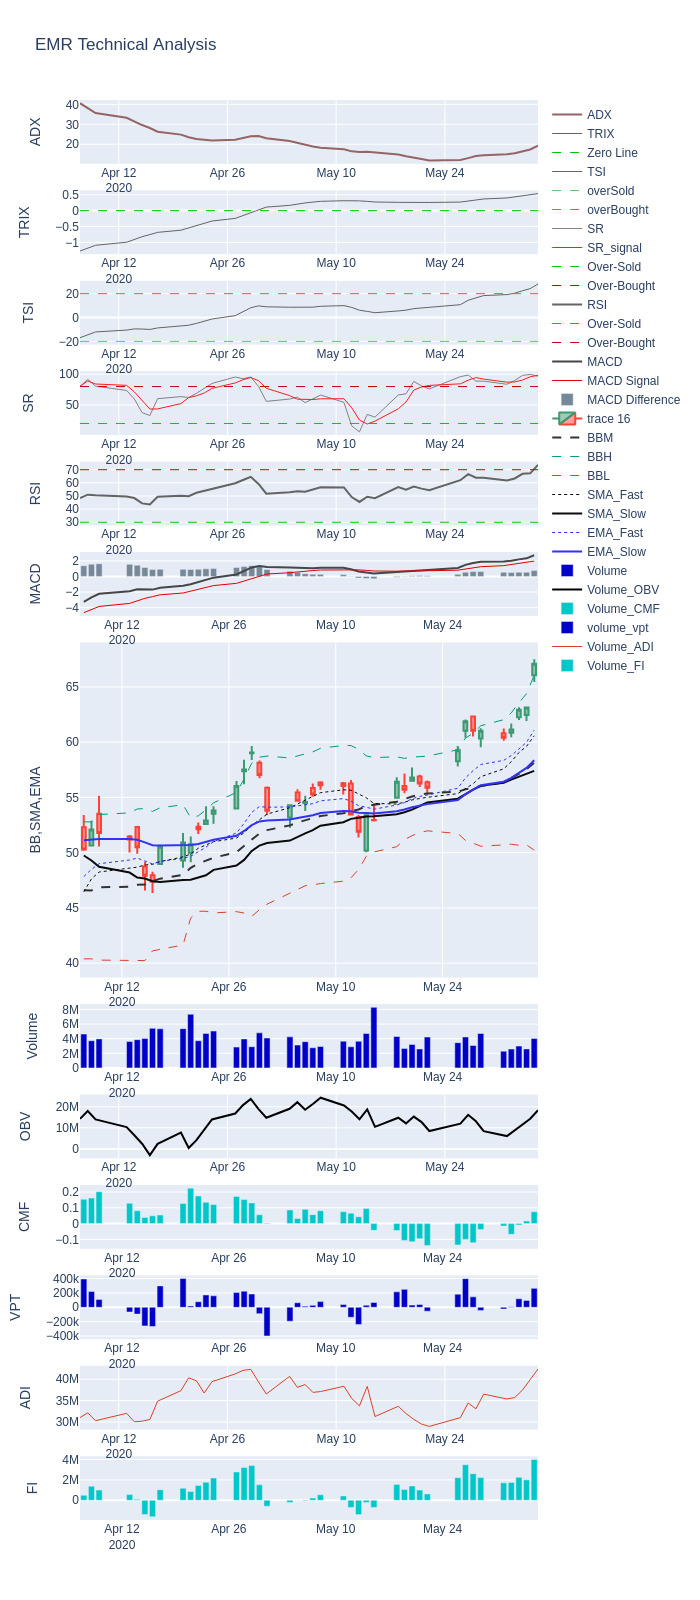 EMR Technical Analysis
ADX
40
30
20
Apr 12
2020
Apr 26
May 10
May 24
TRIX
0.5
0
−0.5
−1
Apr 12
2020
Apr 26
May 10
May 24
TSI
20
0
−20
Apr 12
2020
Apr 26
May 10
May 24
SR
100
50
Apr 12
2020
Apr 26
May 10
May 24
RSI
70
60
50
40
30
Apr 12
2020
Apr 26
May 10
May 24
MACD
2
0
−2
−4
Apr 12
2020
Apr 26
May 10
May 24
BB,SMA,EMA
65
60
55
50
45
40
Apr 12
2020
Apr 26
May 10
May 24
Volume
8M
6M
4M
2M
0
Apr 12
2020
Apr 26
May 10
May 24
OBV
20M
10M
0
Apr 12
2020
Apr 26
May 10
May 24
CMF
0.2
0.1
0
−0.1
Apr 12
2020
Apr 26
May 10
May 24
VPT
400k
200k
0
−200k
−400k
Apr 12
2020
Apr 26
May 10
May 24
ADI
40M
35M
30M
Apr 12
2020
Apr 26
May 10
May 24
FI
4M
2M
0
Apr 12
2020
Apr 26
May 10
May 24
ADX
TRIX
Zero Line
TSI
overSold
overBought
SR
SR_signal
Over-Sold
Over-Bought
RSI
Over-Sold
Over-Bought
MACD
MACD Signal
MACD Difference
trace 16
BBM
BBH
BBL
SMA_Fast
SMA_Slow
EMA_Fast
EMA_Slow
Volume
Volume_OBV
Volume_CMF
volume_vpt
Volume_ADI
Volume_FI